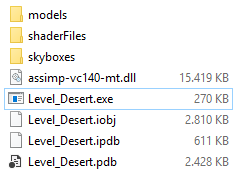 models
shaderFiles
skyboxes
assimp-vc140-mt.dll 15.419 KB
Level_Desert.exe 270 KB
Level_Desert.iobj 2.810 KB
Level_Desert.ipdb 611 KB
Level_Desert.pdb 2.428 KB